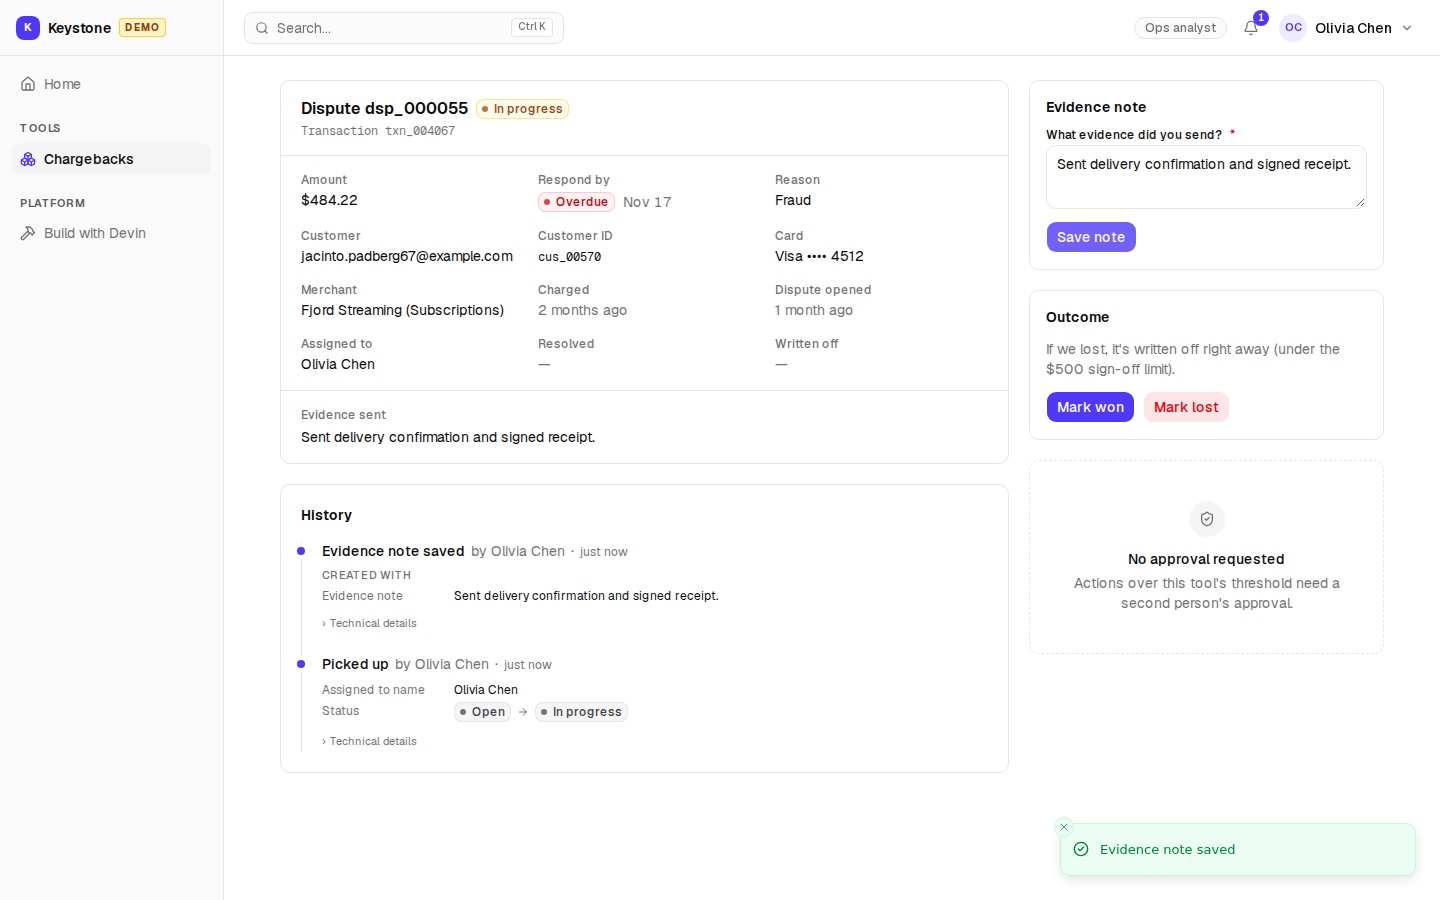 K Keystone DEMO
Search...
Ctrl K
Ops analyst
1
OC Olivia Chen
Home
TOOLS
Chargebacks
PLATFORM
Build with Devin
Dispute dsp_000055 In progress
Transaction txn_004067
Amount
$484.22
Respond by
Overdue Nov 17
Reason
Fraud
Customer
jacinto.padberg67@example.com
Customer ID
cus_00570
Card
Visa •••• 4512
Merchant
Fjord Streaming (Subscriptions)
Charged
2 months ago
Dispute opened
1 month ago
Assigned to
Olivia Chen
Resolved
—
Written off
—
Evidence sent
Sent delivery confirmation and signed receipt.
History
Evidence note saved by Olivia Chen · just now
CREATED WITH
Evidence note Sent delivery confirmation and signed receipt.
› Technical details
Picked up by Olivia Chen · just now
Assigned to name Olivia Chen
Status Open → In progress
› Technical details
Evidence note
What evidence did you send? *
Sent delivery confirmation and signed receipt.
Save note
Outcome
If we lost, it's written off right away (under the
$500 sign-off limit).
Mark won Mark lost
No approval requested
Actions over this tool's threshold need a
second person's approval.
Evidence note saved